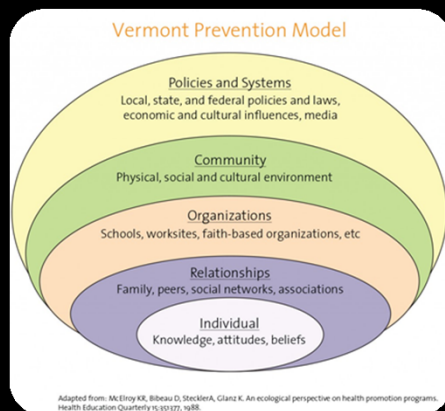 Vermont Prevention Model
Policies and Systems
Local, state, and federal policies and laws,
economic and cultural influences, media
Community
Physical, social and cultural environment
Organizations
Schools, worksites, faith-based organizations, etc
Relationships
Family, peers, social networks, associations
Individual
Knowledge, attitudes, beliefs
Adapted from: McElroy KR, Bibeau D, StecklerA, Glanz K. An ecological perspective on health promotion programs.
Health Education Quarterly 15:351377, 1988.